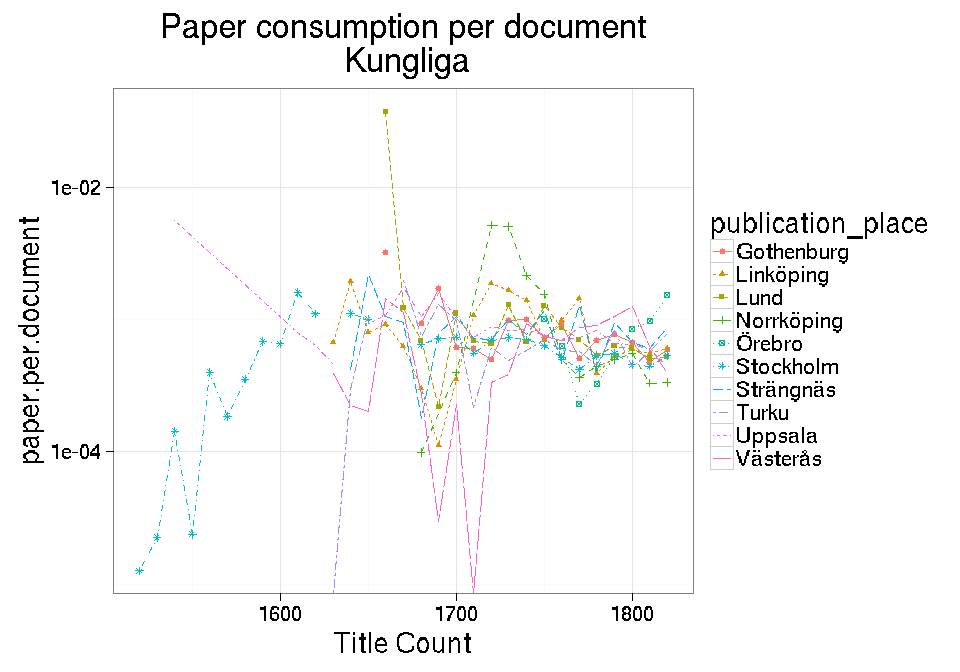 Paper consumption per document
Kungliga
paper.per.document
1e-02
1e-04
1600
1700
1800
Title Count
publication_place
Gothenburg
Linköping
Lund
Norrköping
Örebro
Stockholm
Strängnäs
Turku
Uppsala
Västerås